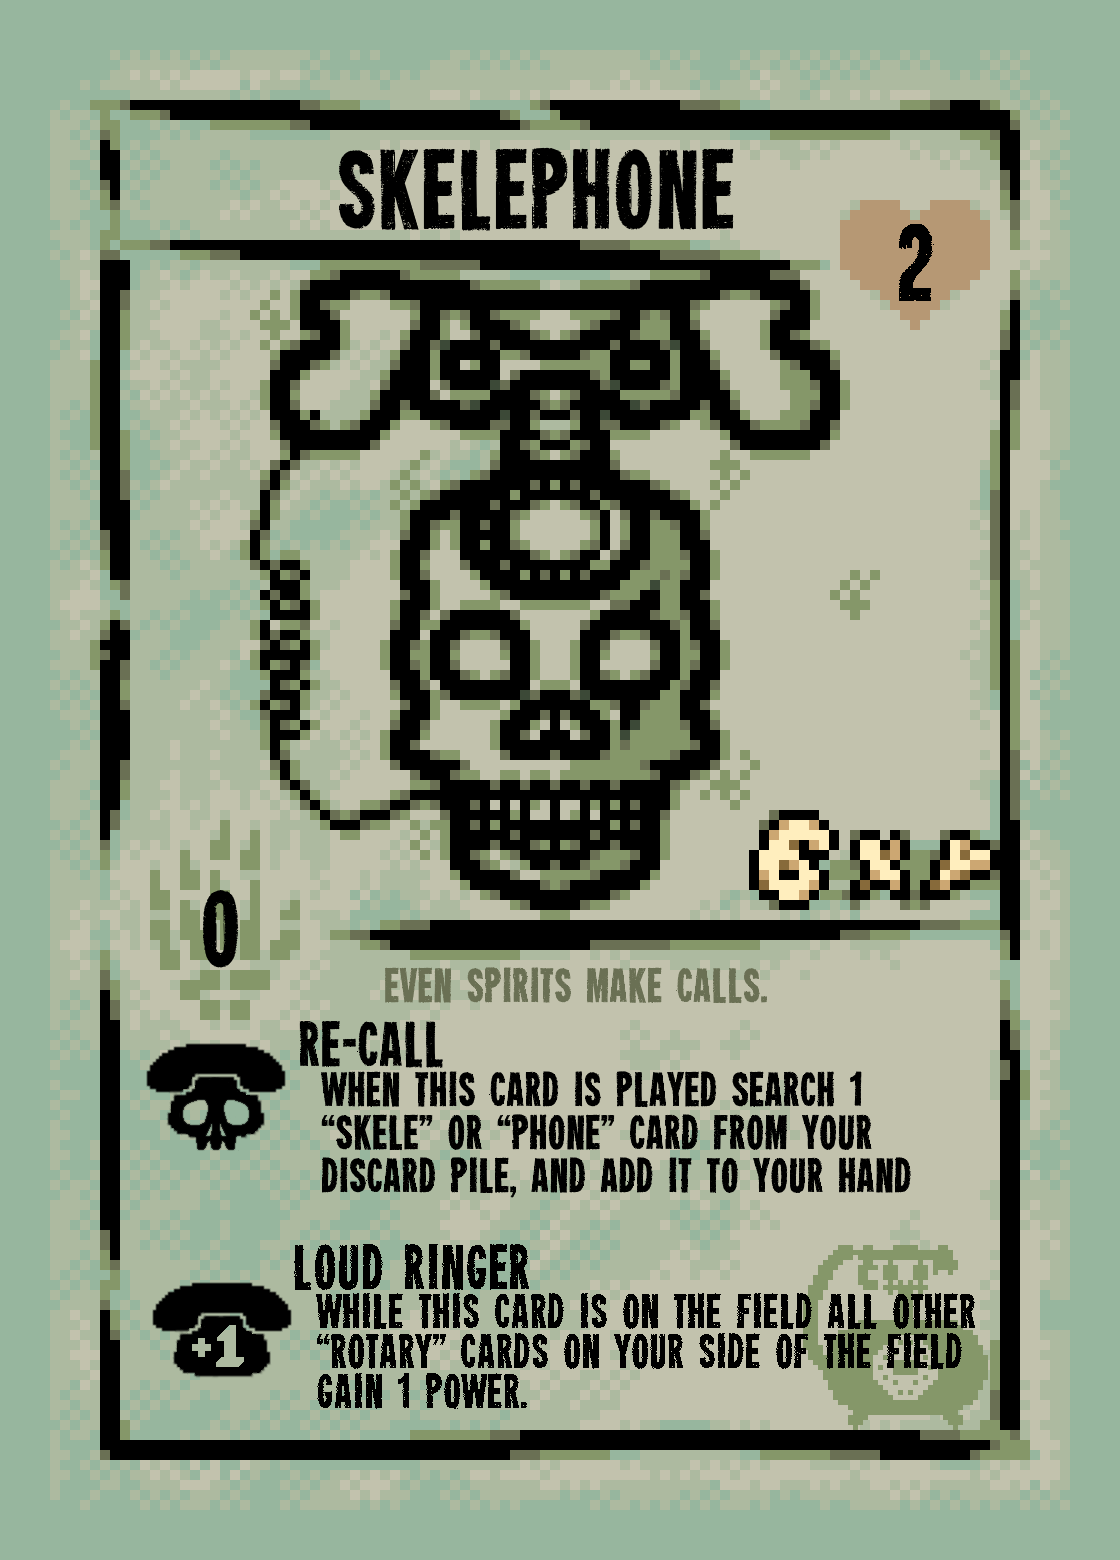 SKELEPHONE
2
6 XP
0
EVEN SPIRITS MAKE CALLS.
RE-CALL
WHEN THIS CARD IS PLAYED SEARCH 1
“SKELE” OR “PHONE” CARD FROM YOUR
DISCARD PILE, AND ADD IT TO YOUR HAND
LOUD RINGER
WHILE THIS CARD IS ON THE FIELD ALL OTHER
“ROTARY” CARDS ON YOUR SIDE OF THE FIELD
+1
GAIN 1 POWER.